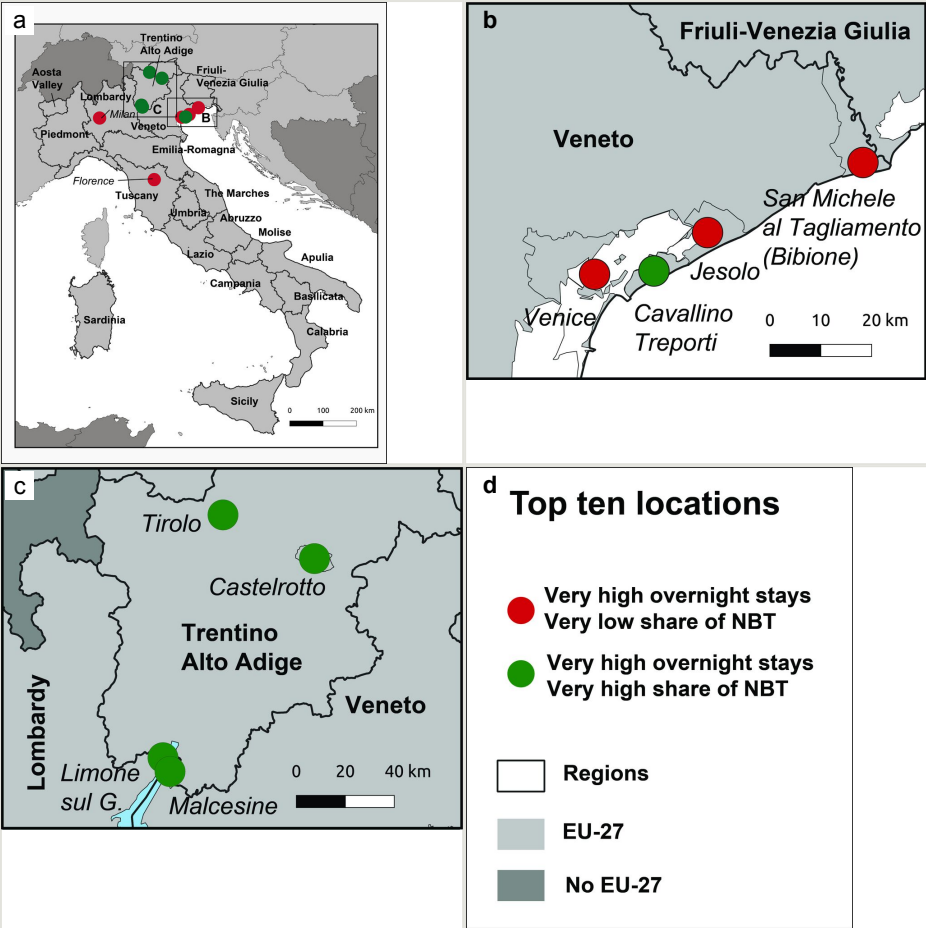 a
Trentino
Alto Adige
Aosta
Valley
Friuli-
Venezia Giulia
Lombardy
C
Milan
B
Piedmont
Veneto
Emilia-Romagna
Florence
Tuscany
The Marches
Umbria
Abruzzo
Molise
Lazio
Apulia
Campania
Basilicata
Sardinia
Calabria
Sicily
0 100 200 km
b
Friuli-Venezia Giulia
Veneto
San Michele
al Tagliamento
(Bibione)
Jesolo
Venice
Cavallino
Treporti
0 10 20 km
c
Tirolo
Castelrotto
Trentino
Alto Adige
Lombardy
Veneto
Limone
sul G.
Malcesine
0 20 40 km
d
Top ten locations
Very high overnight stays
Very low share of NBT
Very high overnight stays
Very high share of NBT
Regions
EU-27
No EU-27